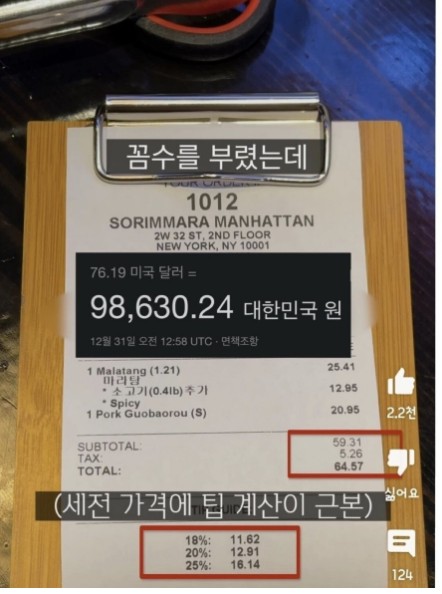 꼼수를 부렸는데
1012
SORIMMARA MANHATTAN
2W 32 ST, 2ND FLOOR
NEW YORK, NY 10001
76.19 미국 달러 =
98,630.24 대한민국 원
12월 31일 오전 12:58 UTC · 면책조항
1 Malatang (1.21) 25.41
마라탕
* 소고기(0.4lb)추가 12.95
* Spicy
1 Pork Guobaorou (S) 20.95
SUBTOTAL: 59.31
TAX: 5.26
TOTAL: 64.57
(세전 가격에 팁 계산이 근본)
18%: 11.62
20%: 12.91
25%: 16.14
2.2천
싫어요
124